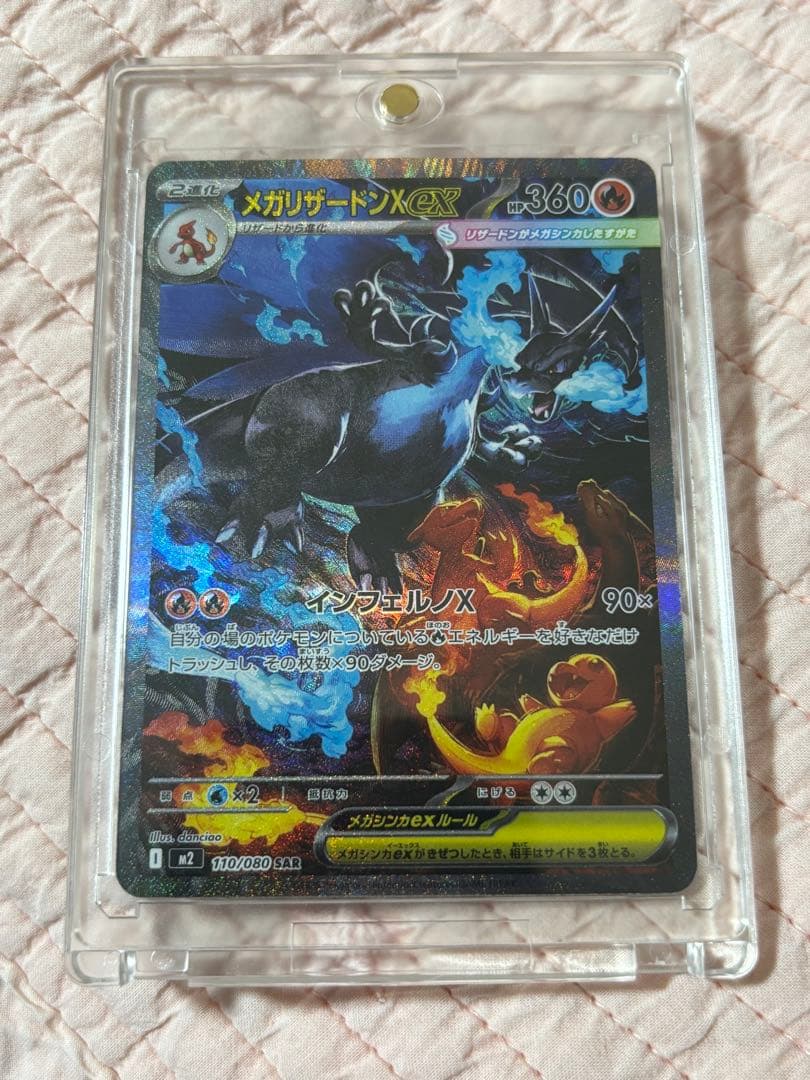 2進化
メガリザードンXex HP360
リザードから進化
リザードンがメガシンカしたすがた
インフェルノX 90×
自分の場のポケモンについているエネルギーを好きなだけ
トラッシュし、その枚数×90ダメージ。
弱点 ×2 抵抗力 にげる
メガシンカexルール
メガシンカexがきぜつしたとき、相手はサイドを3枚とる。
Illus. danciao
I M2 110/080 SAR